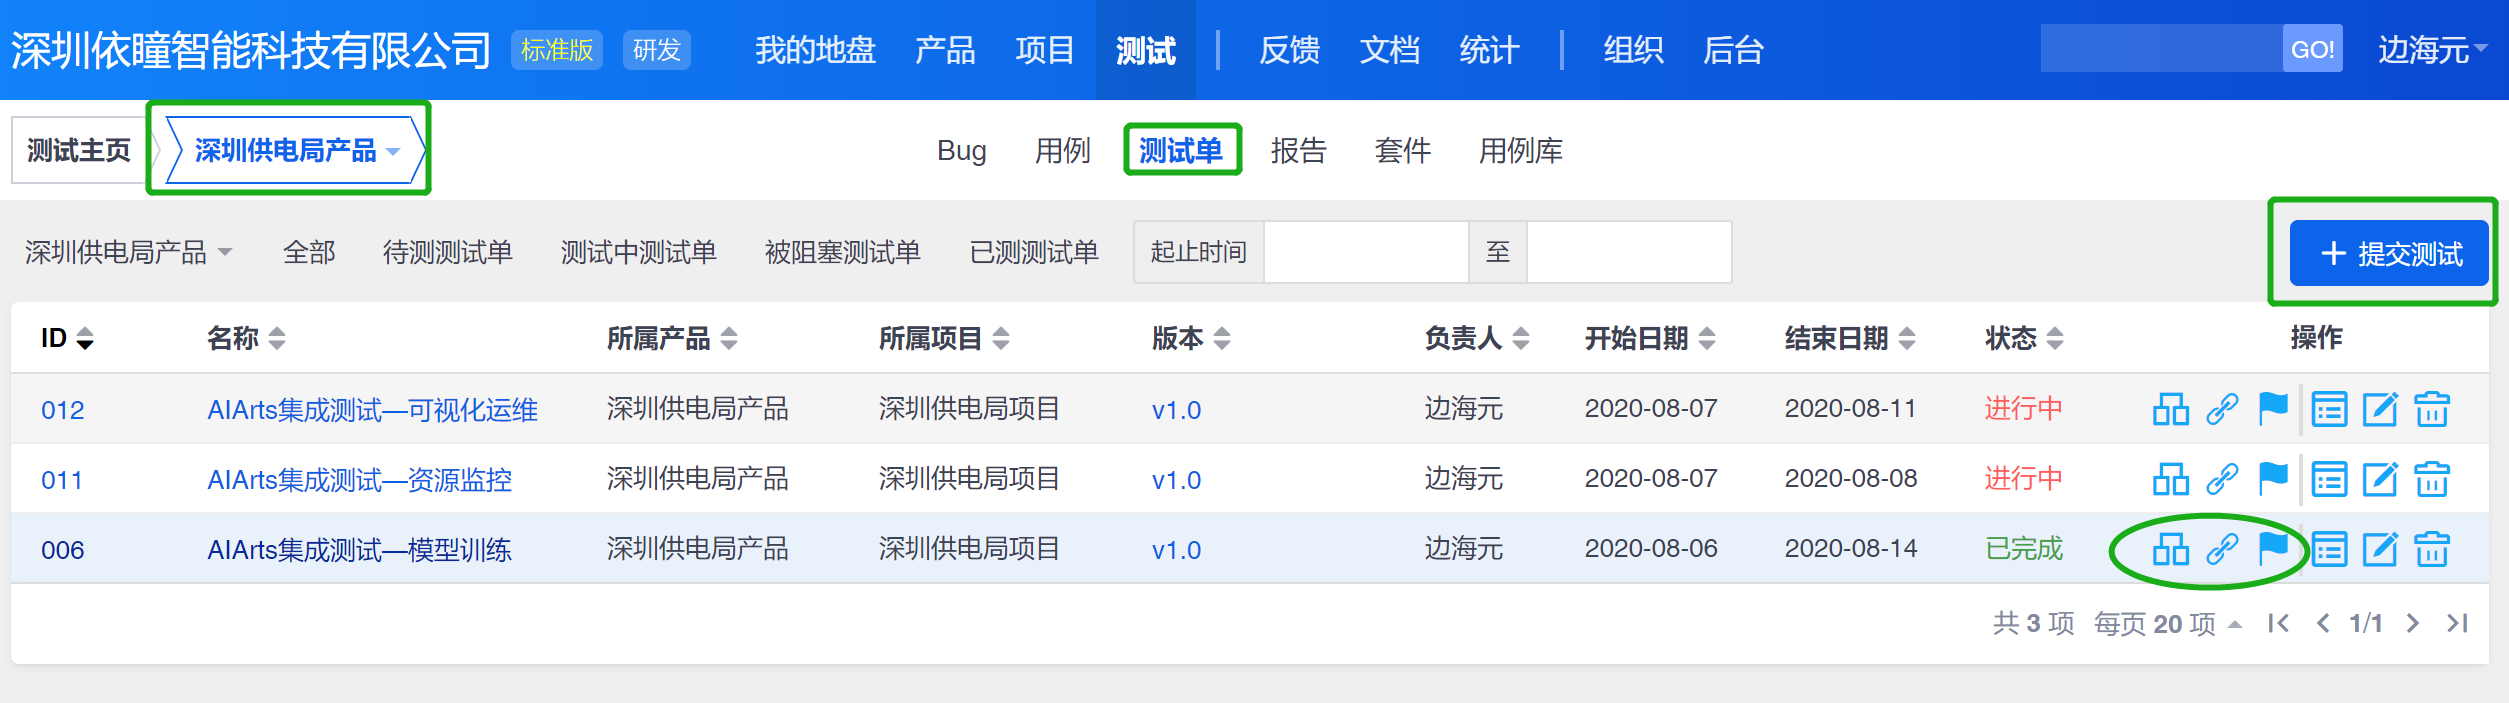 深圳依瞳智能科技有限公司 标准版 研发 我的地盘 产品 项目 测试 反馈 文档 统计 组织 后台 GO! 边海元
测试主页 深圳供电局产品 Bug 用例 测试单 报告 套件 用例库
深圳供电局产品 全部 待测测试单 测试中测试单 被阻塞测试单 已测测试单 起止时间 至 + 提交测试
ID 名称 所属产品 所属项目 版本 负责人 开始日期 结束日期 状态 操作
012 AIArts集成测试—可视化运维 深圳供电局产品 深圳供电局项目 v1.0 边海元 2020-08-07 2020-08-11 进行中
011 AIArts集成测试—资源监控 深圳供电局产品 深圳供电局项目 v1.0 边海元 2020-08-07 2020-08-08 进行中
006 AIArts集成测试—模型训练 深圳供电局产品 深圳供电局项目 v1.0 边海元 2020-08-06 2020-08-14 已完成
共 3 项 每页 20 项 1/1